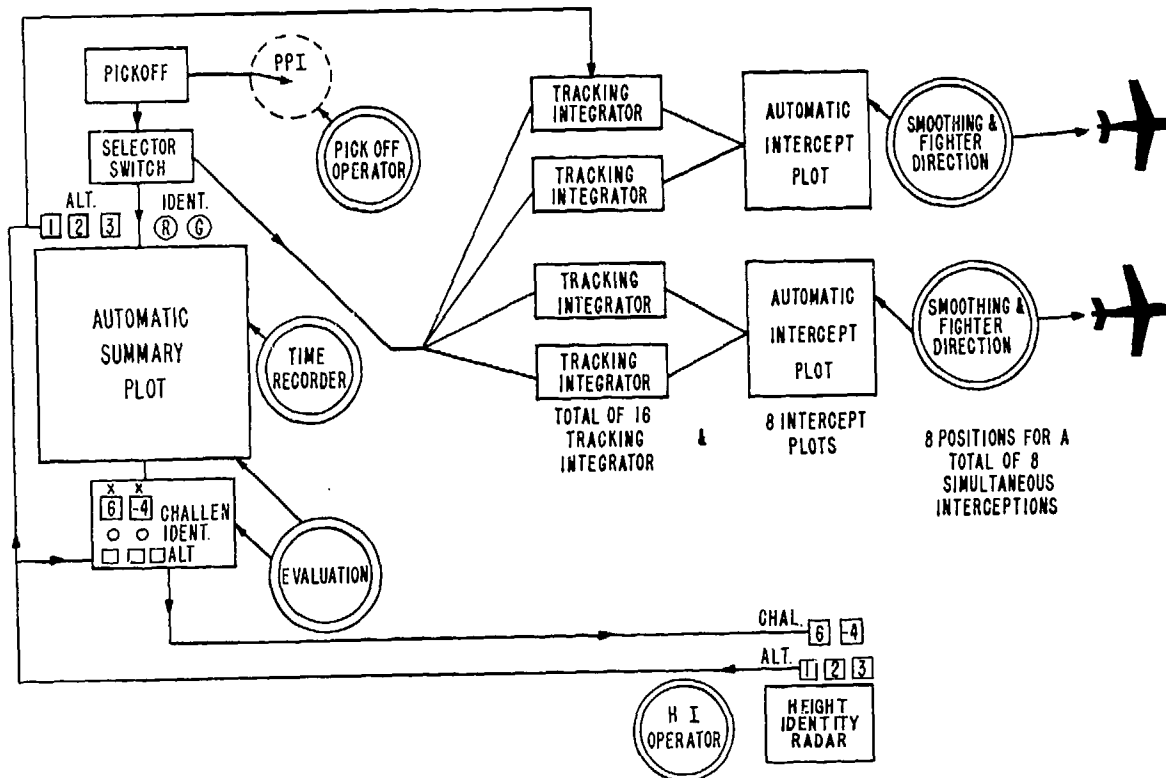 PICKOFF
PPI
PICK OFF
OPERATOR
SELECTOR
SWITCH
ALT.
IDENT.
1 2 3
R G
AUTOMATIC
SUMMARY
PLOT
TIME
RECORDER
X X
6 -4
CHALLEN
IDENT.
ALT
EVALUATION
TRACKING
INTEGRATOR
TRACKING
INTEGRATOR
TRACKING
INTEGRATOR
TRACKING
INTEGRATOR
TOTAL OF 16
TRACKING
INTEGRATOR
&
AUTOMATIC
INTERCEPT
PLOT
AUTOMATIC
INTERCEPT
PLOT
8 INTERCEPT
PLOTS
SMOOTHING &
FIGHTER
DIRECTION
SMOOTHING &
FIGHTER
DIRECTION
8 POSITIONS FOR A
TOTAL OF 8
SIMULTANEOUS
INTERCEPTIONS
CHAL. 6 -4
ALT. 1 2 3
H I
OPERATOR
HEIGHT
IDENTITY
RADAR